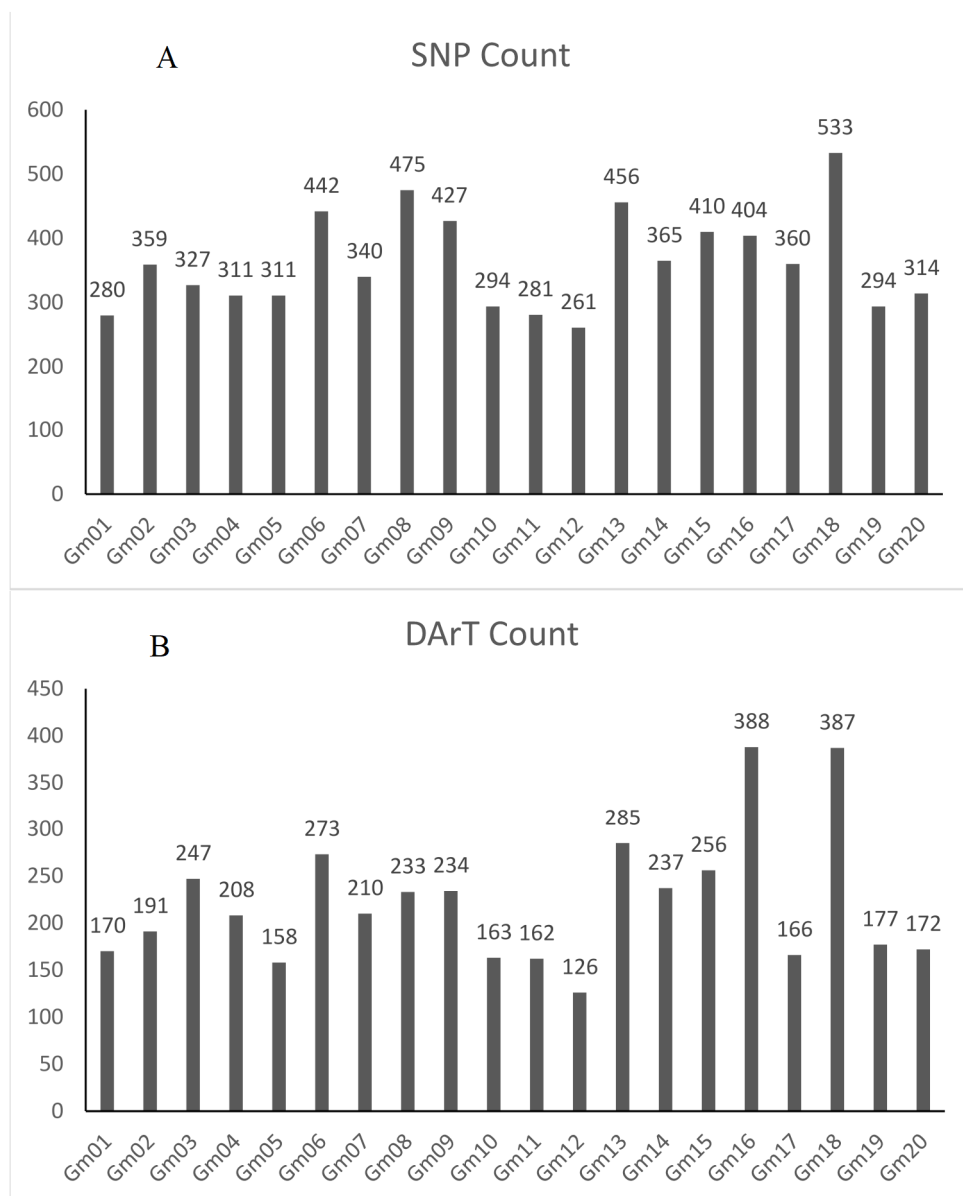 A
SNP Count
600
500
400
300
200
100
0
280
359
327
311
311
442
340
475
427
294
281
261
456
365
410
404
360
533
294
314
Gm01
Gm02
Gm03
Gm04
Gm05
Gm06
Gm07
Gm08
Gm09
Gm10
Gm11
Gm12
Gm13
Gm14
Gm15
Gm16
Gm17
Gm18
Gm19
Gm20
B
DArT Count
450
400
350
300
250
200
150
100
50
0
170
191
247
208
158
273
210
233
234
163
162
126
285
237
256
388
166
387
177
172
Gm01
Gm02
Gm03
Gm04
Gm05
Gm06
Gm07
Gm08
Gm09
Gm10
Gm11
Gm12
Gm13
Gm14
Gm15
Gm16
Gm17
Gm18
Gm19
Gm20